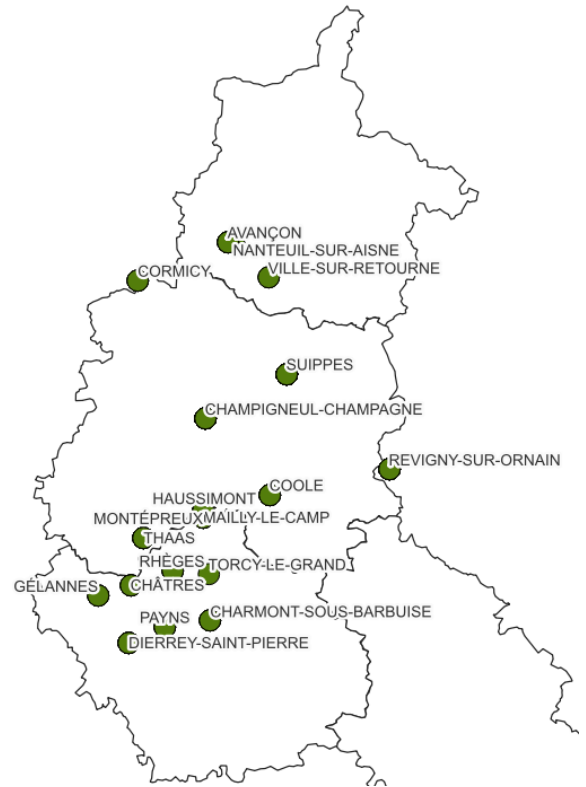 AVANÇON
NANTEUIL-SUR-AISNE
CORMICY
VILLE-SUR-RETOURNE
SUIPPES
CHAMPIGNEUL-CHAMPAGNE
REVIGNY-SUR-ORNAIN
COOLE
HAUSSIMONT
MONTÉPREUX
MAILLY-LE-CAMP
THAAS
RHÈGES
TORCY-LE-GRAND
GÉLANNES
CHÂTRES
PAYNS
CHARMONT-SOUS-BARBUISE
DIERREY-SAINT-PIERRE